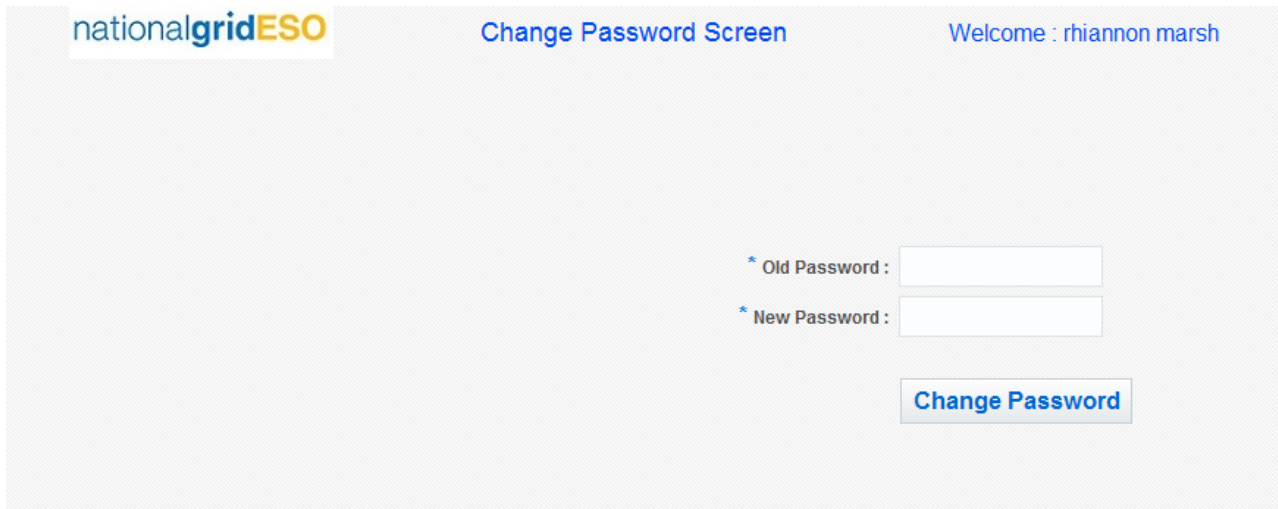 nationalgridESO
Change Password Screen
Welcome : rhiannon marsh
* Old Password :
* New Password :
Change Password